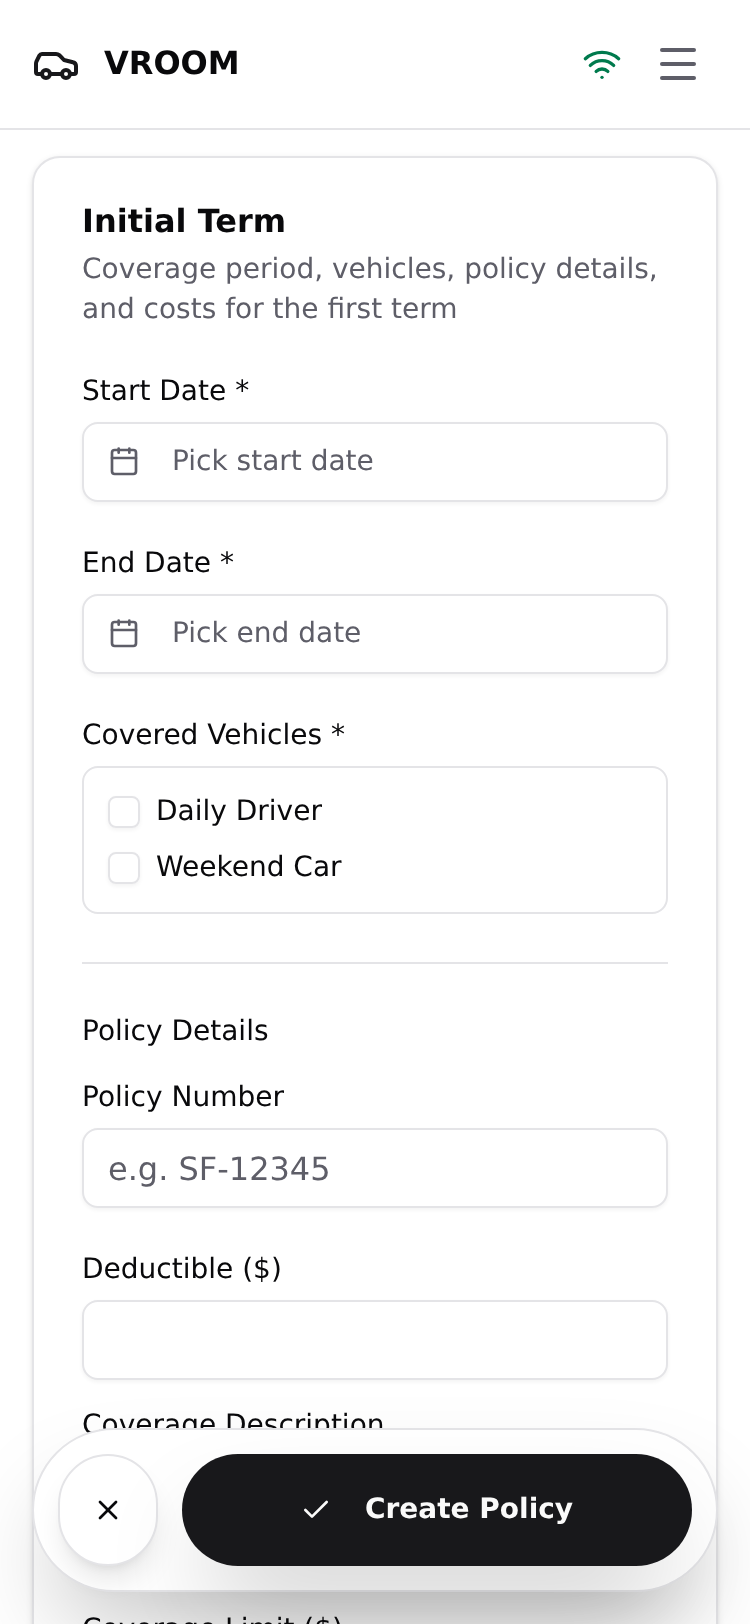 VROOM
Initial Term
Coverage period, vehicles, policy details,
and costs for the first term
Start Date *
Pick start date
End Date *
Pick end date
Covered Vehicles *
Daily Driver
Weekend Car
Policy Details
Policy Number
e.g. SF-12345
Deductible ($)
Coverage Description
Create Policy
Coverage Limit ($)